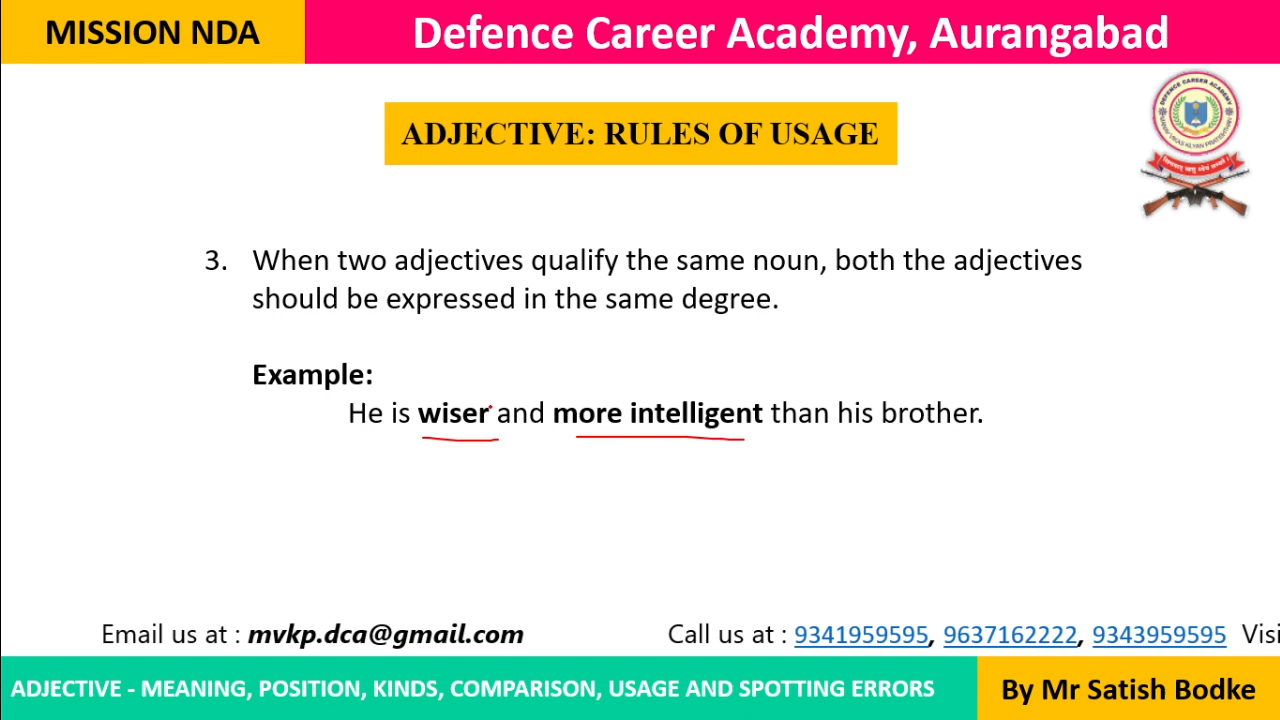 MISSION NDA
Defence Career Academy, Aurangabad
DEFENCE CAREER ACADEMY
ADJECTIVE: RULES OF USAGE
3. When two adjectives qualify the same noun, both the adjectives
should be expressed in the same degree.
Example:
He is wiser and more intelligent than his brother.
Email us at : mvkp.dca@gmail.com
Call us at : 9341959595, 9637162222, 9343959595 Visi
ADJECTIVE - MEANING, POSITION, KINDS, COMPARISON, USAGE AND SPOTTING ERRORS
By Mr Satish Bodke